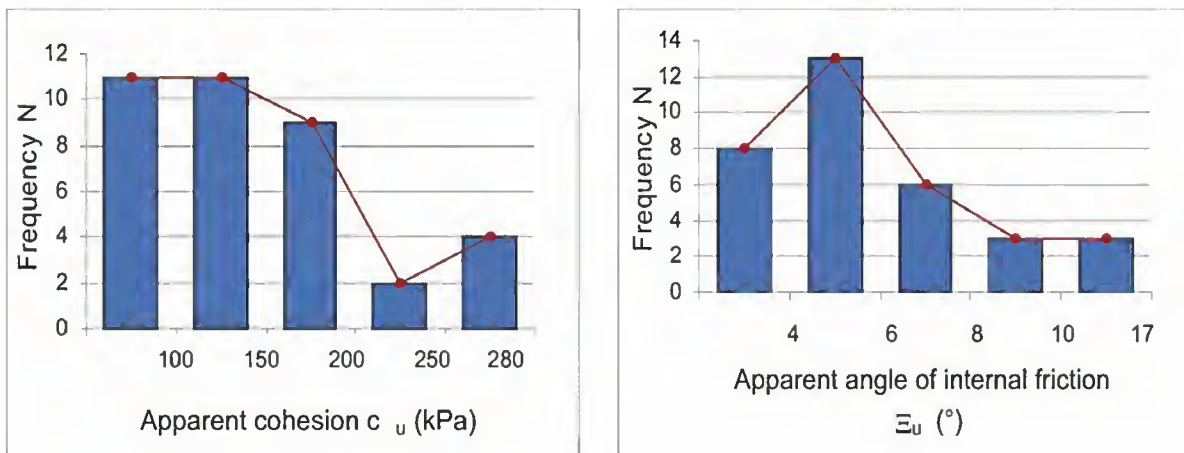 12
10
8
6
4
2
0
Frequency N
100 150 200 250 280
Apparent cohesion c u (kPa)
14
12
10
8
6
4
2
0
Frequency N
4 6 8 10 17
Apparent angle of internal friction
Ξu (°)